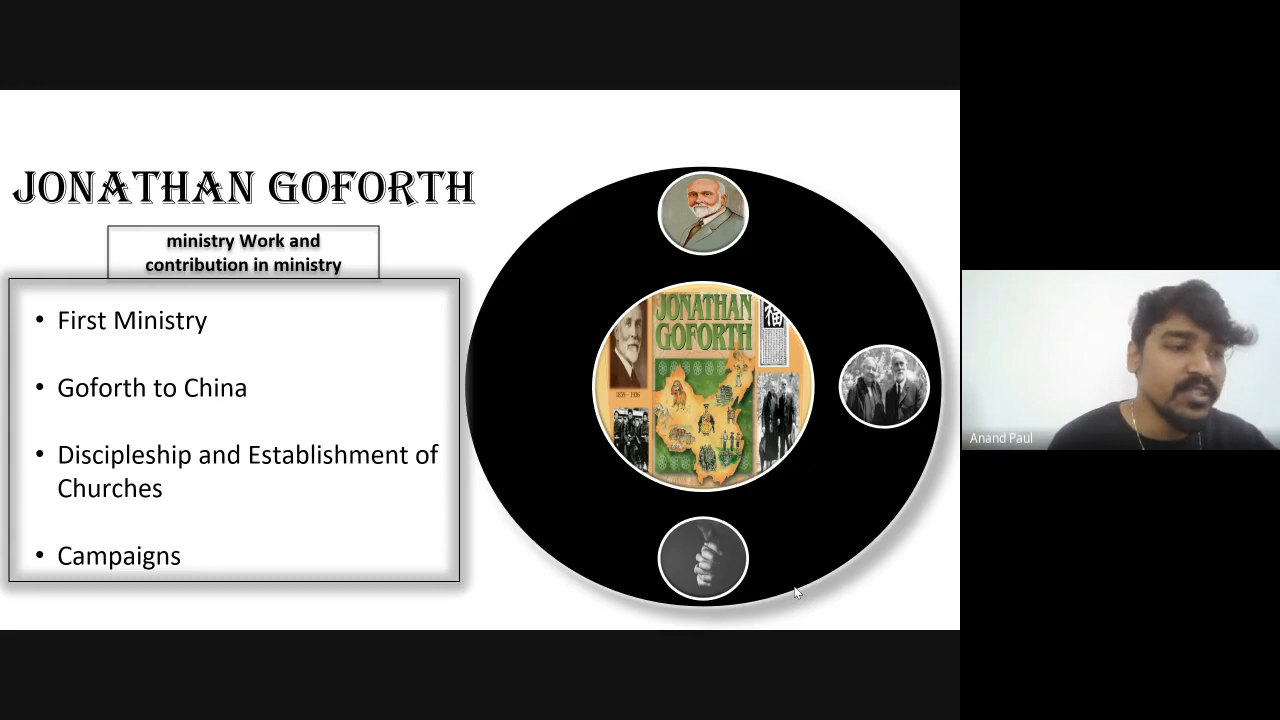 JONATHAN GOFORTH
ministry Work and
contribution in ministry
• First Ministry
• Goforth to China
• Discipleship and Establishment of
Churches
• Campaigns
JONATHAN
GOFORTH
福
Anand Paul